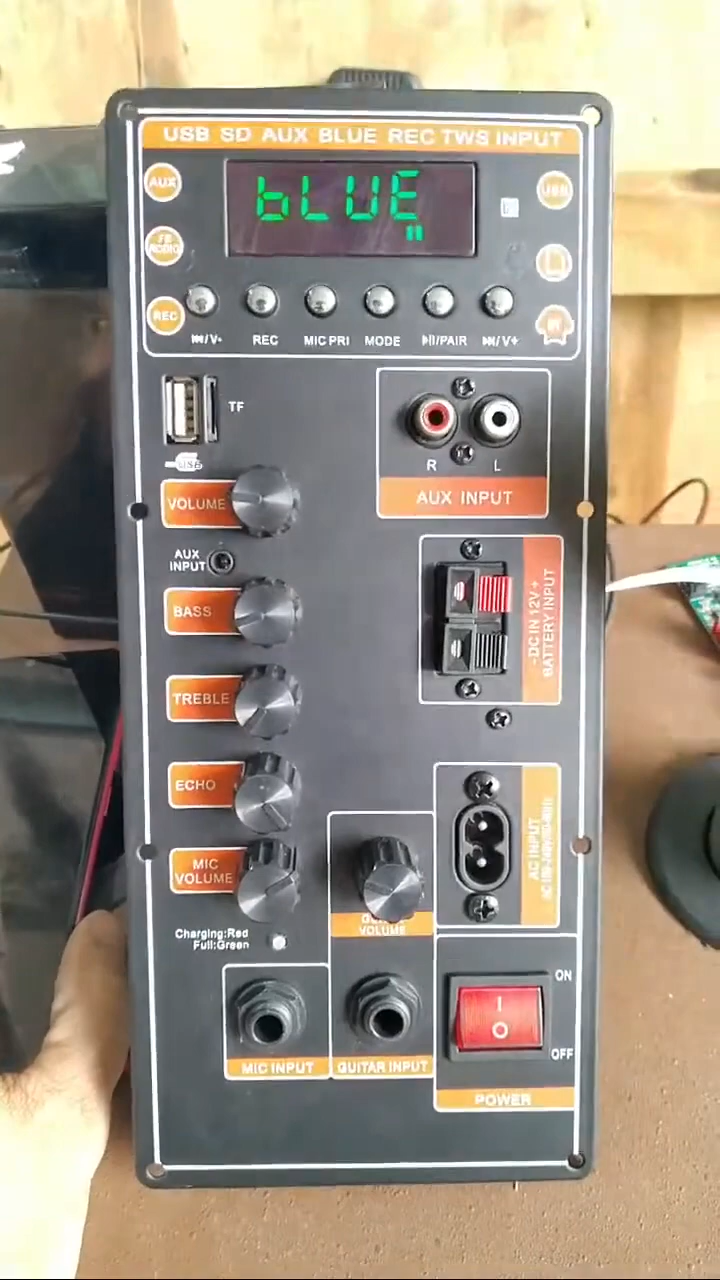 USB SD AUX BLUE REC TWS INPUT
AUX
bLUE
USB
REC
⏮/V-
REC
MIC PRI
MODE
⏯/PAIR
⏭/V+
TF
USB
R
L
AUX INPUT
VOLUME
AUX
INPUT
BASS
-DC IN 12V+
BATTERY INPUT
TREBLE
ECHO
AC INPUT
MIC
VOLUME
VOLUME
Charging:Red
Full:Green
ON
I
O
OFF
MIC INPUT
GUITAR INPUT
POWER